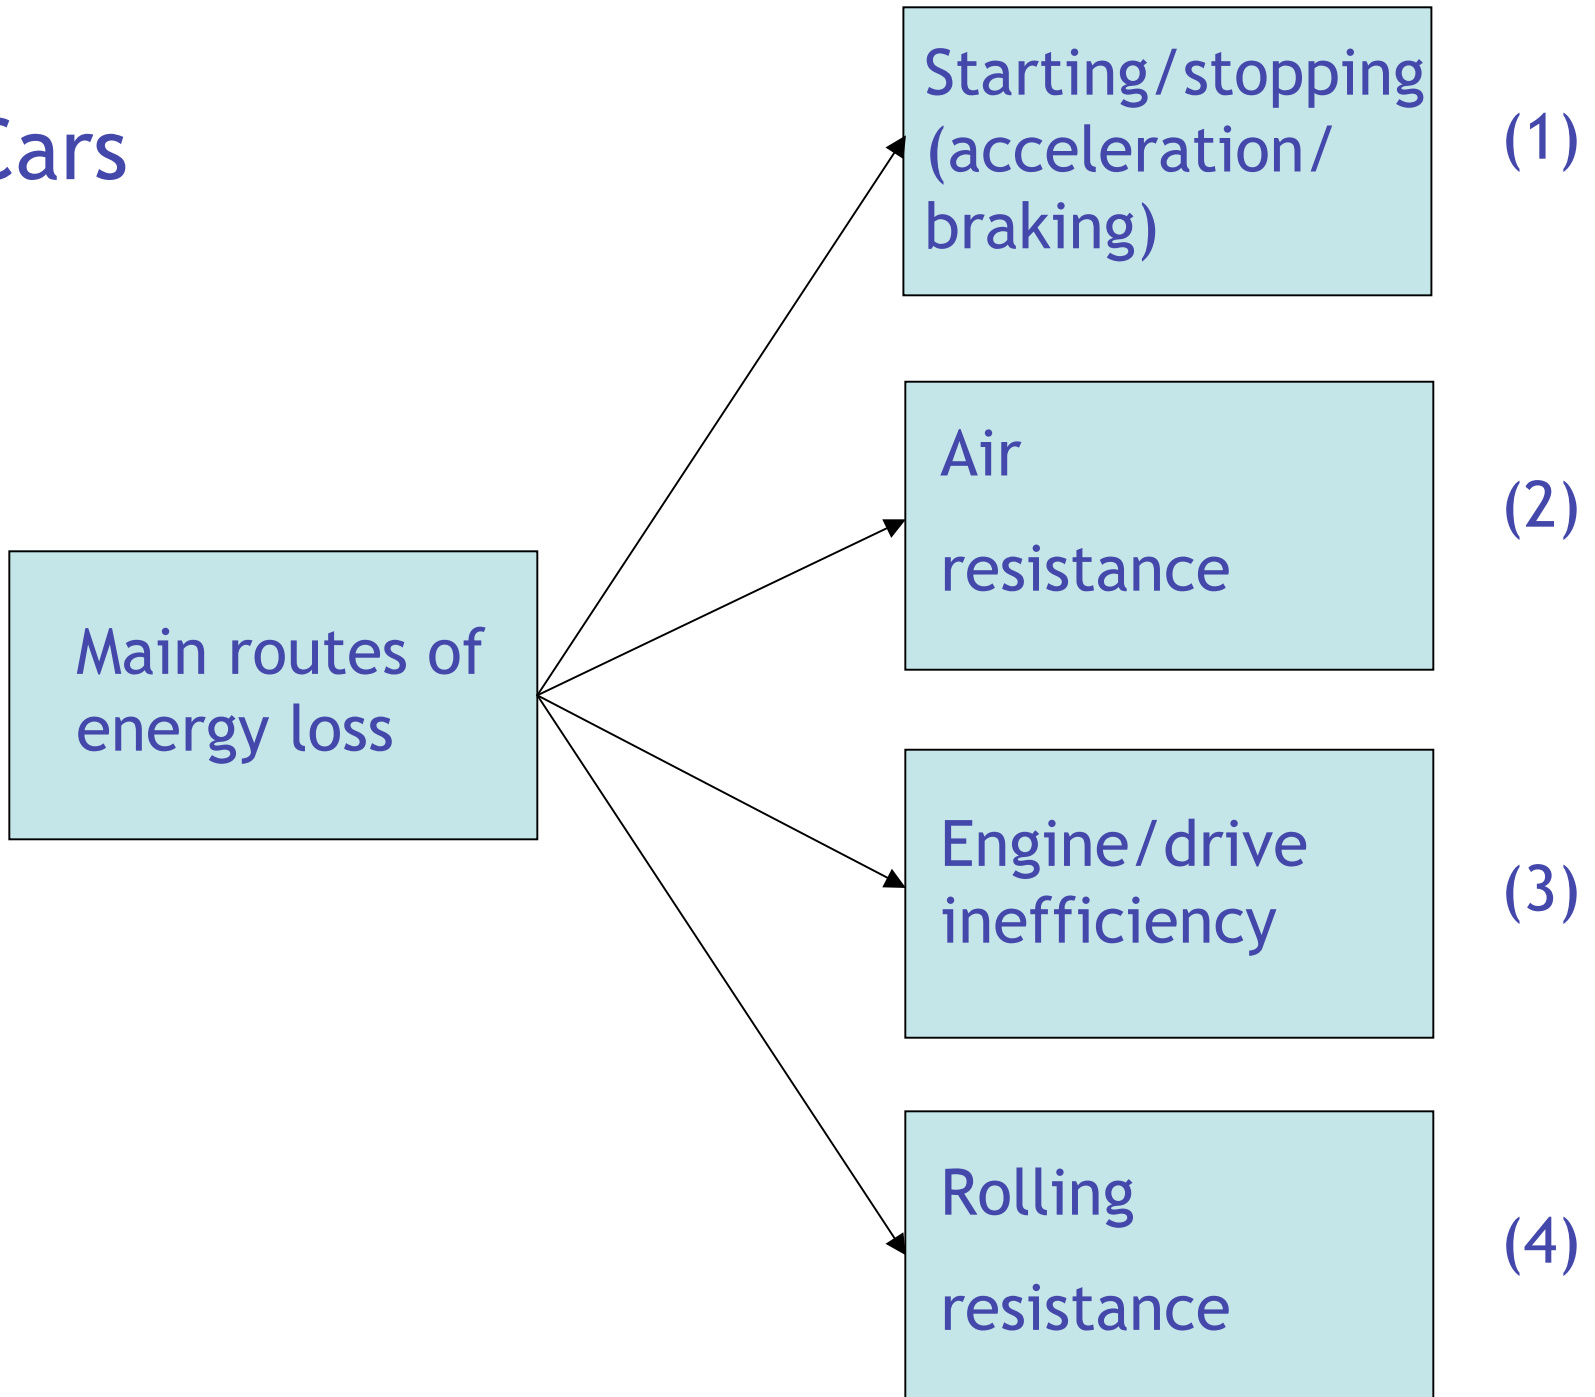 Cars
Starting/stopping
(acceleration/
braking)
(1)
Air
resistance
(2)
Main routes of
energy loss
Engine/drive
inefficiency
(3)
Rolling
resistance
(4)